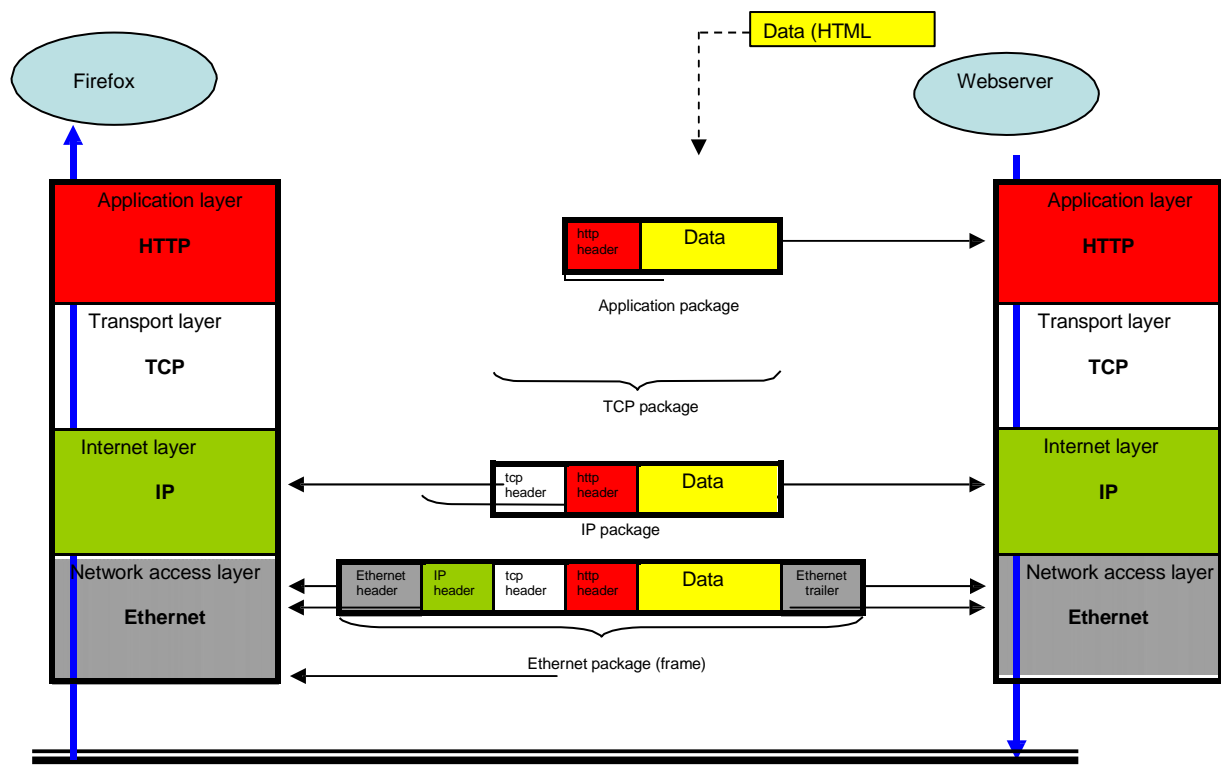 Data (HTML
Firefox
Webserver
Application layer
HTTP
Transport layer
TCP
Internet layer
IP
Network access layer
Ethernet
http
header
Data
Application package
TCP package
tcp
header
http
header
Data
IP package
Ethernet
header
IP
header
tcp
header
http
header
Data
Ethernet
trailer
Ethernet package (frame)
Application layer
HTTP
Transport layer
TCP
Internet layer
IP
Network access layer
Ethernet